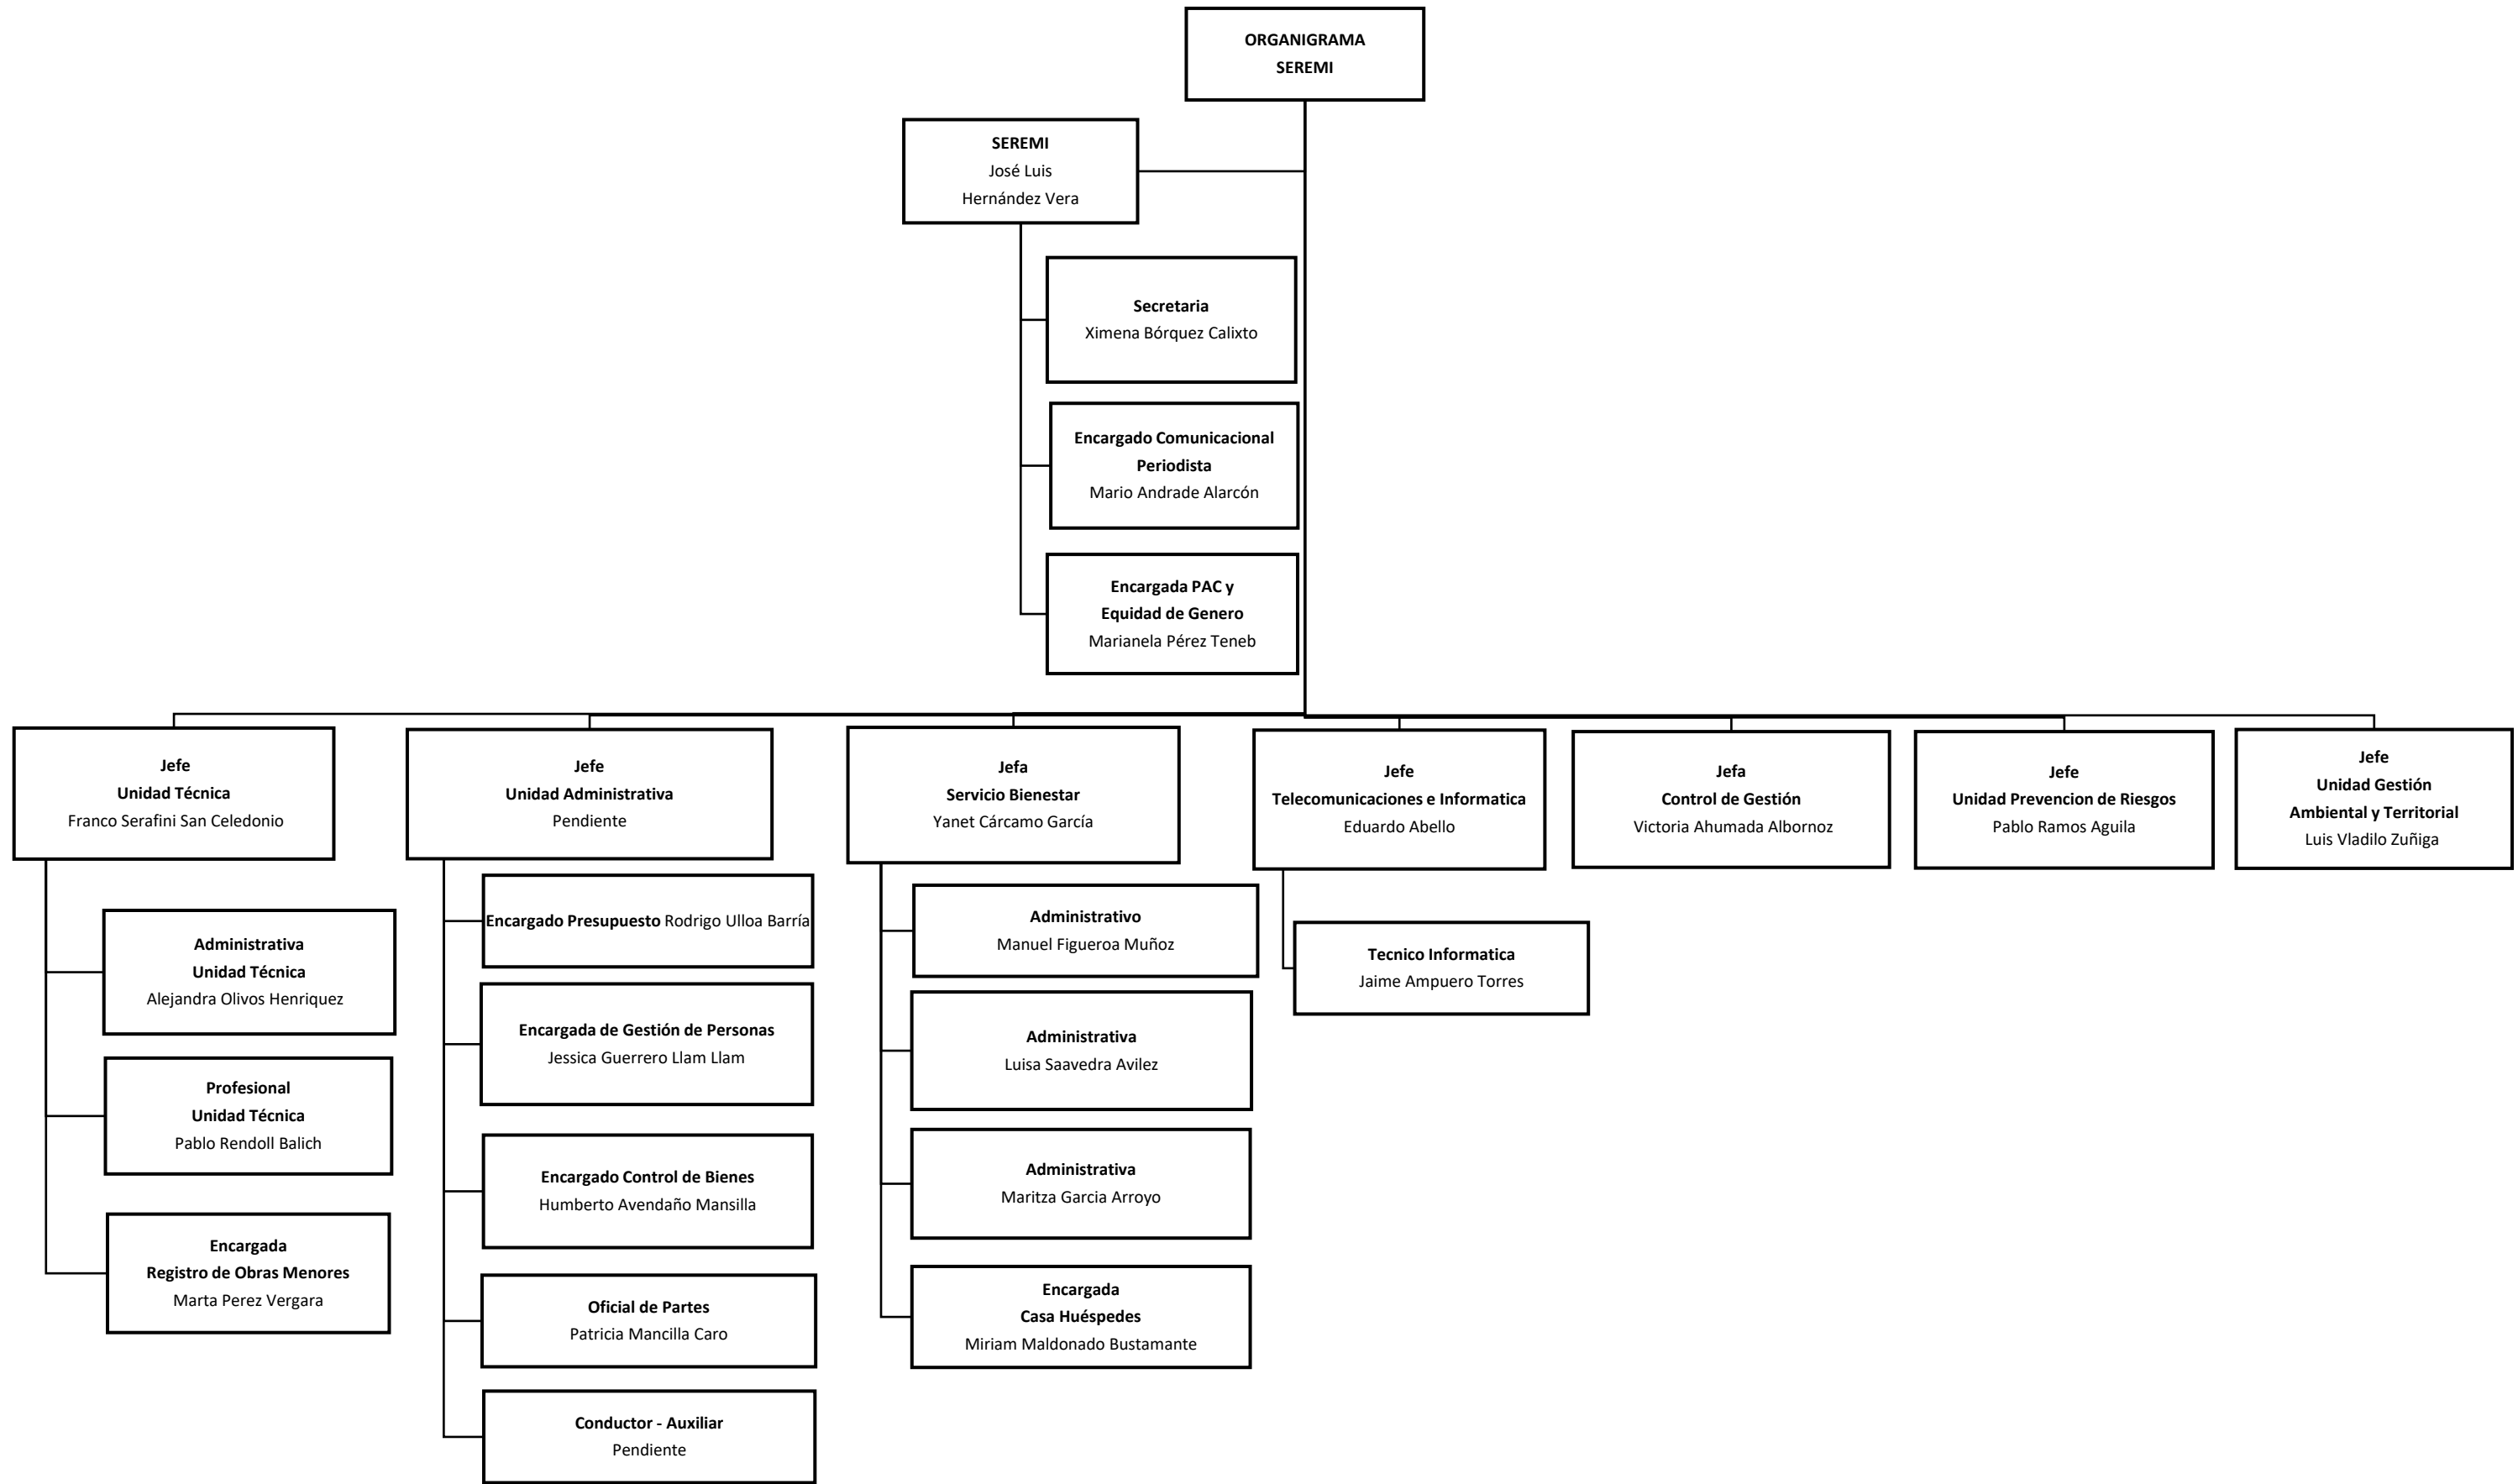 ORGANIGRAMA
SEREMI
SEREMI
José Luis
Hernández Vera
Secretaria
Ximena Bórquez Calixto
Encargado Comunicacional
Periodista
Mario Andrade Alarcón
Encargada PAC y
Equidad de Genero
Marianela Pérez Teneb
Jefe
Unidad Técnica
Franco Serafini San Celedonio
Administrativa
Unidad Técnica
Alejandra Olivos Henriquez
Profesional
Unidad Técnica
Pablo Rendoll Balich
Encargada
Registro de Obras Menores
Marta Perez Vergara
Jefe
Unidad Administrativa
Pendiente
Encargado Presupuesto Rodrigo Ulloa Barría
Encargada de Gestión de Personas
Jessica Guerrero Llam Llam
Encargado Control de Bienes
Humberto Avendaño Mansilla
Oficial de Partes
Patricia Mancilla Caro
Conductor - Auxiliar
Pendiente
Jefa
Servicio Bienestar
Yanet Cárcamo García
Administrativo
Manuel Figueroa Muñoz
Administrativa
Luisa Saavedra Avilez
Administrativa
Maritza Garcia Arroyo
Encargada
Casa Huéspedes
Miriam Maldonado Bustamante
Jefe
Telecomunicaciones e Informatica
Eduardo Abello
Tecnico Informatica
Jaime Ampuero Torres
Jefa
Control de Gestión
Victoria Ahumada Albornoz
Jefe
Unidad Prevencion de Riesgos
Pablo Ramos Aguila
Jefe
Unidad Gestión
Ambiental y Territorial
Luis Vladilo Zuñiga